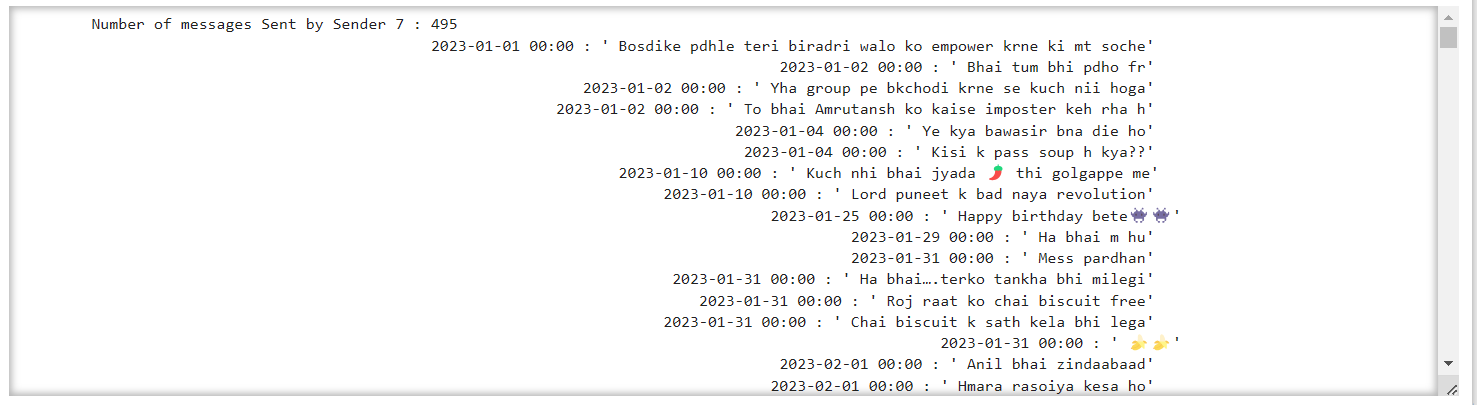 Number of messages Sent by Sender 7 : 495
2023-01-01 00:00 : ' Bosdike pdhle teri biradri walo ko empower krne ki mt soche'
2023-01-02 00:00 : ' Bhai tum bhi pdho fr'
2023-01-02 00:00 : ' Yha group pe bkchodi krne se kuch nii hoga'
2023-01-02 00:00 : ' To bhai Amrutansh ko kaise imposter keh rha h'
2023-01-04 00:00 : ' Ye kya bawasir bna die ho'
2023-01-04 00:00 : ' Kisi k pass soup h kya??'
2023-01-10 00:00 : ' Kuch nhi bhai jyada 🌶️ thi golgappe me'
2023-01-10 00:00 : ' Lord puneet k bad naya revolution'
2023-01-25 00:00 : ' Happy birthday bete👾👾'
2023-01-29 00:00 : ' Ha bhai m hu'
2023-01-31 00:00 : ' Mess pardhan'
2023-01-31 00:00 : ' Ha bhai….terko tankha bhi milegi'
2023-01-31 00:00 : ' Roj raat ko chai biscuit free'
2023-01-31 00:00 : ' Chai biscuit k sath kela bhi lega'
2023-01-31 00:00 : ' 🍌🍌'
2023-02-01 00:00 : ' Anil bhai zindaabaad'
2023-02-01 00:00 : ' Hmara rasoiya kesa ho'